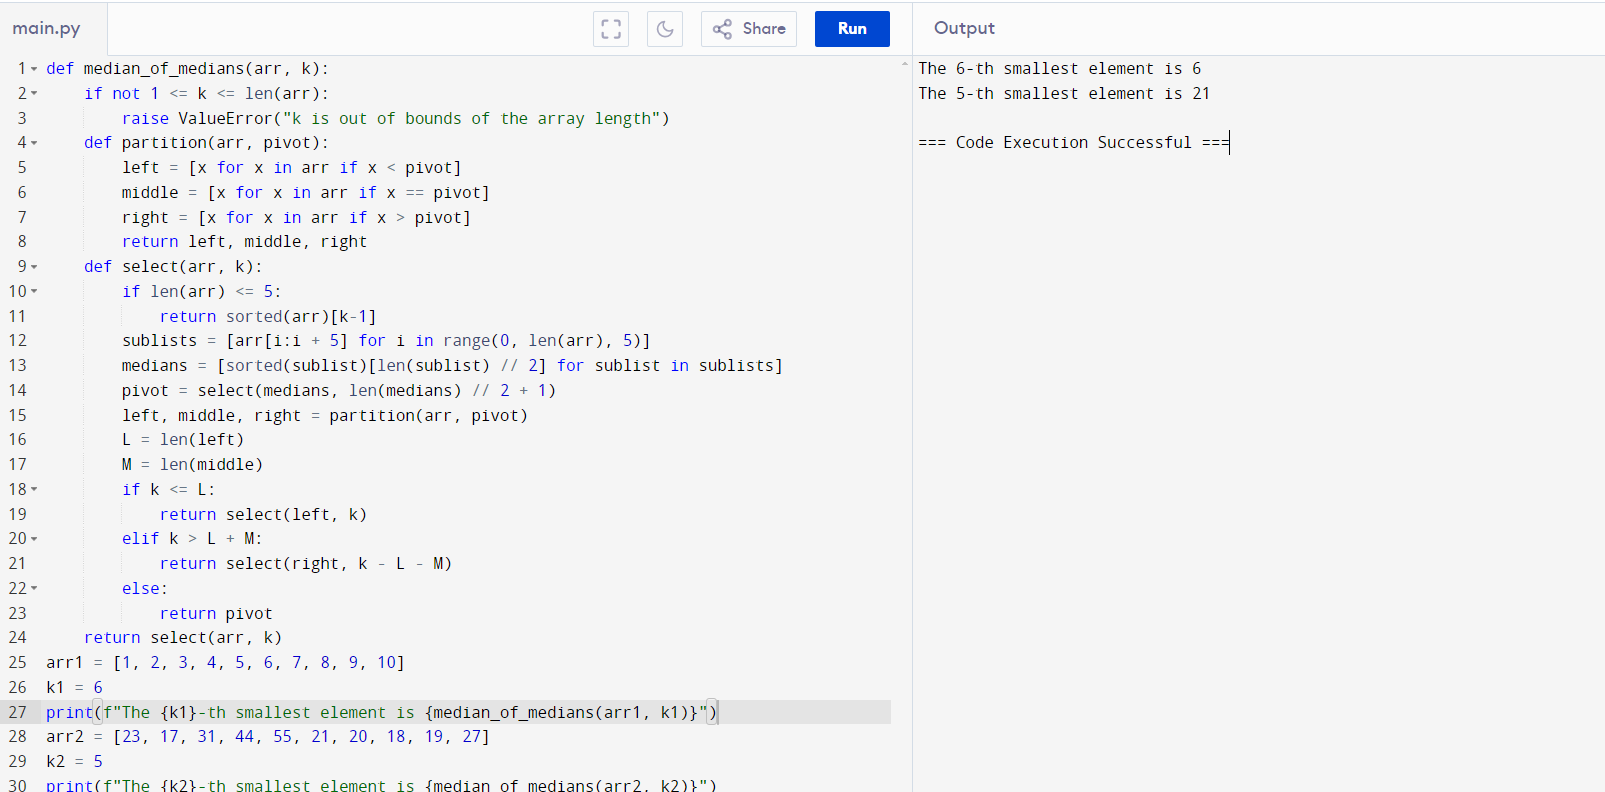 main.py
Share
Run
Output
1 def median_of_medians(arr, k):
2     if not 1 <= k <= len(arr):
3         raise ValueError("k is out of bounds of the array length")
4     def partition(arr, pivot):
5         left = [x for x in arr if x < pivot]
6         middle = [x for x in arr if x == pivot]
7         right = [x for x in arr if x > pivot]
8         return left, middle, right
9     def select(arr, k):
10         if len(arr) <= 5:
11             return sorted(arr)[k-1]
12         sublists = [arr[i:i + 5] for i in range(0, len(arr), 5)]
13         medians = [sorted(sublist)[len(sublist) // 2] for sublist in sublists]
14         pivot = select(medians, len(medians) // 2 + 1)
15         left, middle, right = partition(arr, pivot)
16         L = len(left)
17         M = len(middle)
18         if k <= L:
19             return select(left, k)
20         elif k > L + M:
21             return select(right, k - L - M)
22         else:
23             return pivot
24     return select(arr, k)
25 arr1 = [1, 2, 3, 4, 5, 6, 7, 8, 9, 10]
26 k1 = 6
27 print(f"The {k1}-th smallest element is {median_of_medians(arr1, k1)}")
28 arr2 = [23, 17, 31, 44, 55, 21, 20, 18, 19, 27]
29 k2 = 5
30 print(f"The {k2}-th smallest element is {median_of_medians(arr2, k2)}")
The 6-th smallest element is 6
The 5-th smallest element is 21
=== Code Execution Successful ===